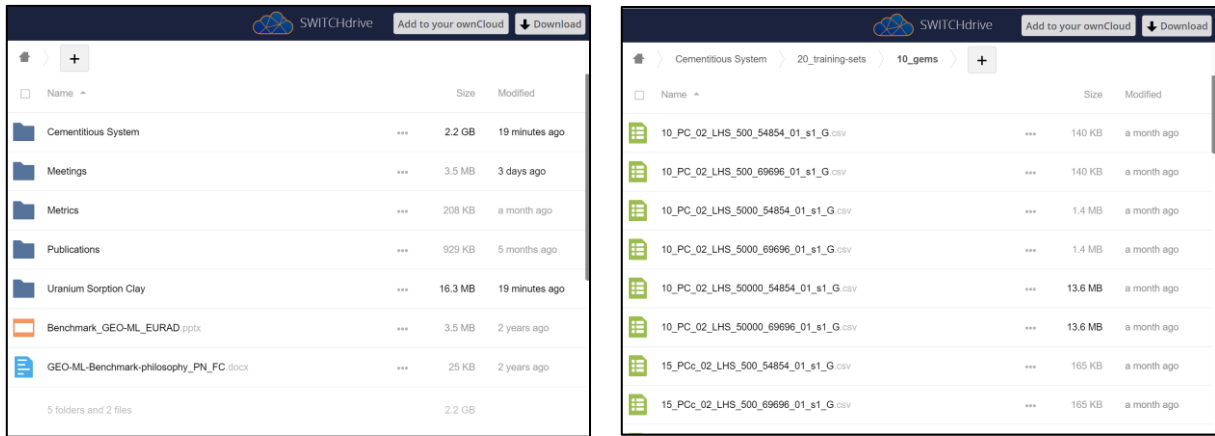 SWITCHdrive Add to your ownCloud Download
+
Name Size Modified
Cementitious System ... 2.2 GB 19 minutes ago
Meetings ... 3.5 MB 3 days ago
Metrics ... 208 KB a month ago
Publications ... 929 KB 5 months ago
Uranium Sorption Clay ... 16.3 MB 19 minutes ago
Benchmark_GEO-ML_EURAD.pptx ... 3.5 MB 2 years ago
GEO-ML-Benchmark-philosophy_PN_FC.docx ... 25 KB 2 years ago
5 folders and 2 files 2.2 GB
SWITCHdrive Add to your ownCloud Download
Cementitious System 20_training-sets 10_gems +
Name Size Modified
10_PC_02_LHS_500_54854_01_s1_G.csv ... 140 KB a month ago
10_PC_02_LHS_500_69696_01_s1_G.csv ... 140 KB a month ago
10_PC_02_LHS_5000_54854_01_s1_G.csv ... 1.4 MB a month ago
10_PC_02_LHS_5000_69696_01_s1_G.csv ... 1.4 MB a month ago
10_PC_02_LHS_50000_54854_01_s1_G.csv ... 13.6 MB a month ago
10_PC_02_LHS_50000_69696_01_s1_G.csv ... 13.6 MB a month ago
15_PCc_02_LHS_500_54854_01_s1_G.csv ... 165 KB a month ago
15_PCc_02_LHS_500_69696_01_s1_G.csv ... 165 KB a month ago